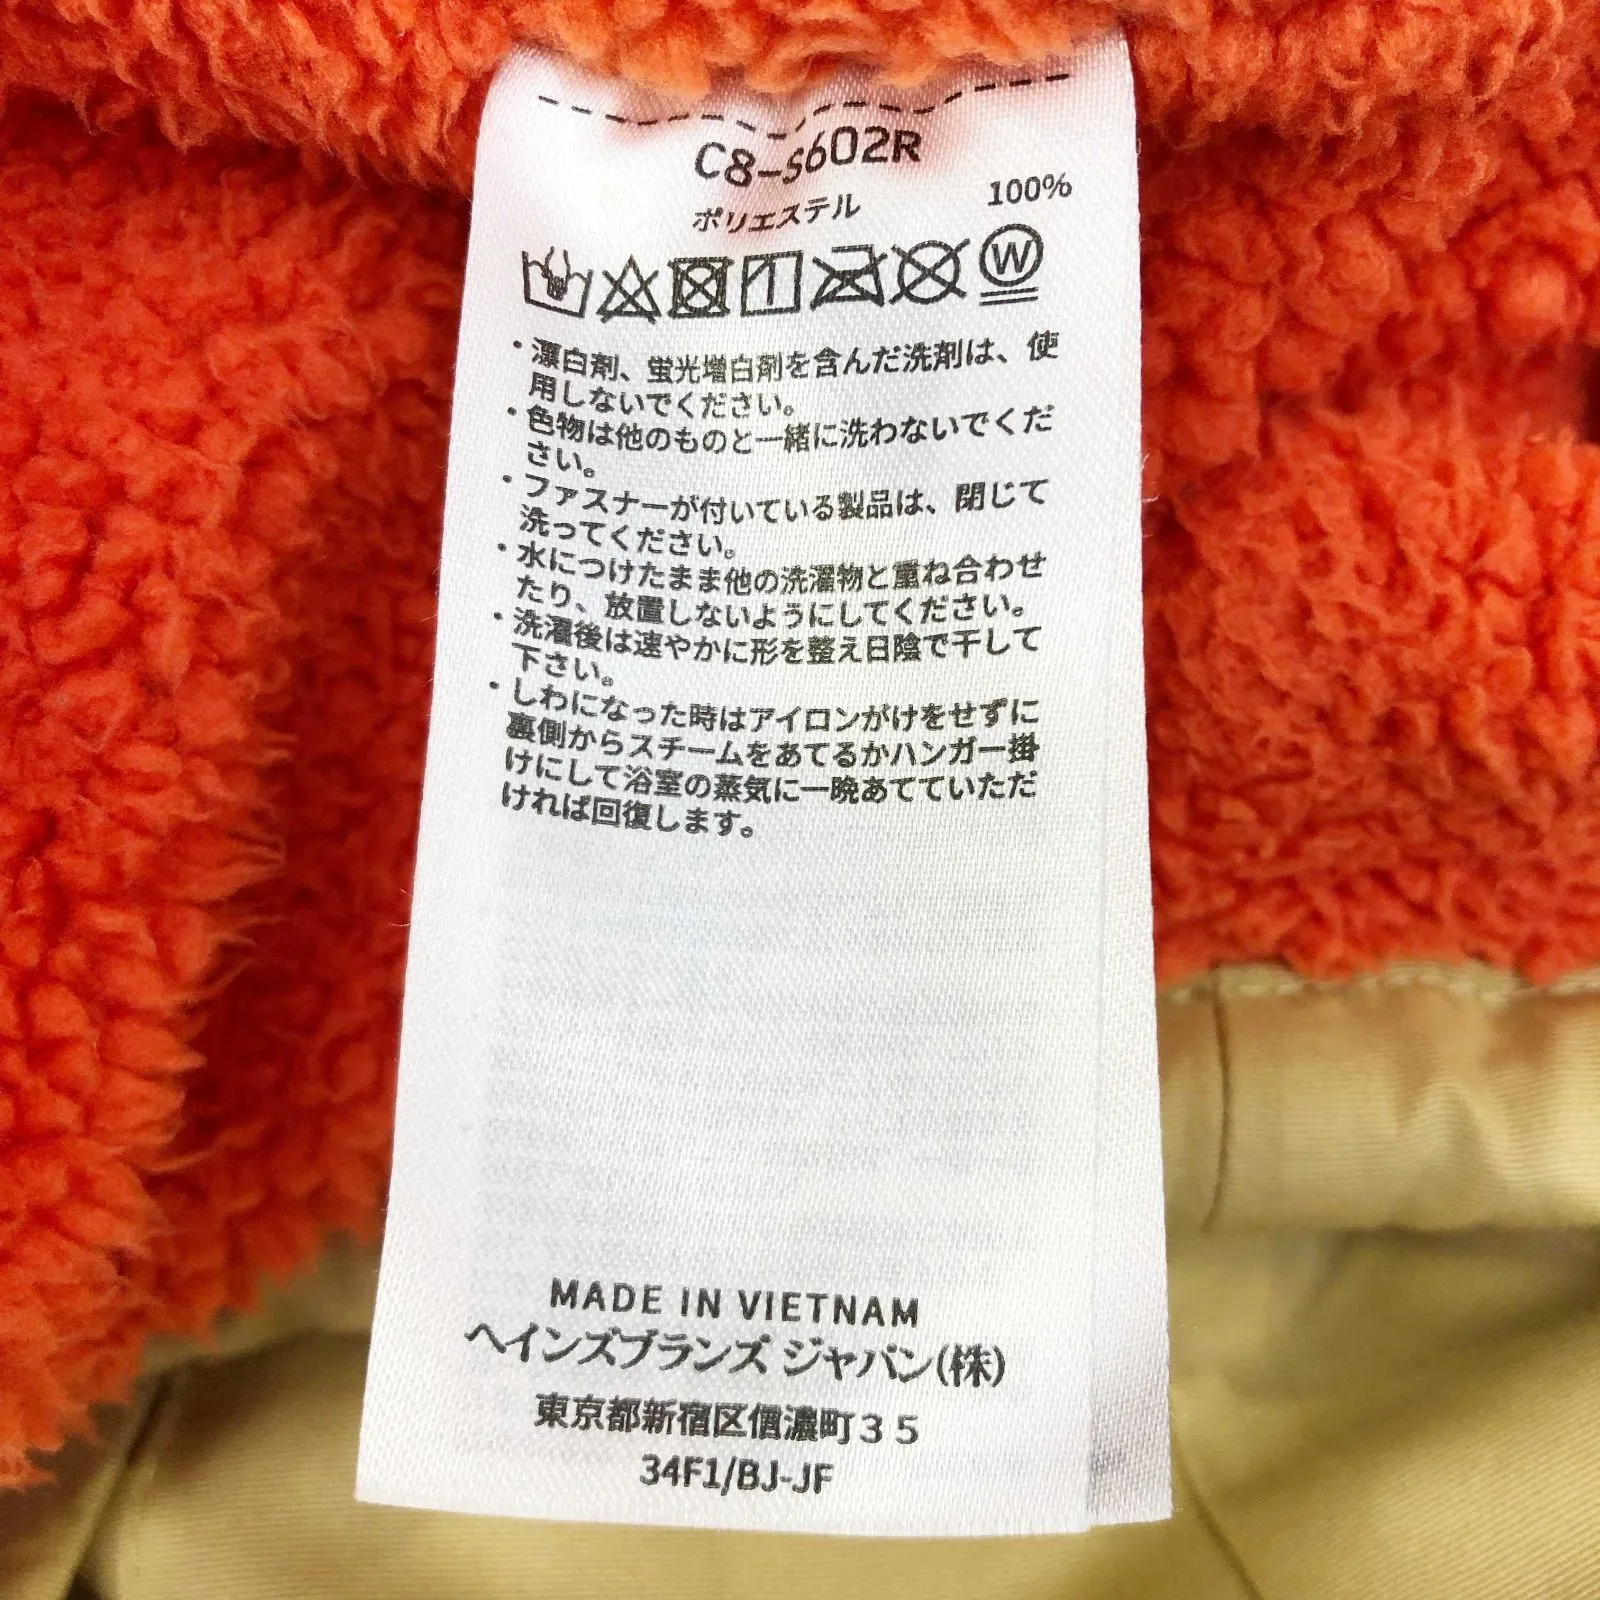 C8-S602R
ポリエステル 100%
W
・漂白剤、蛍光増白剤を含んだ洗剤は、使
用しないでください。
・色物は他のものと一緒に洗わないでくだ
さい。
・ファスナーが付いている製品は、閉じて
洗ってください。
・水につけたまま他の洗濯物と重ね合わせ
たり、放置しないようにしてください。
・洗濯後は速やかに形を整え日陰で干して
下さい。
・しわになった時はアイロンがけをせずに
裏側からスチームをあてるかハンガー掛
けにして浴室の蒸気に一晩あてていただ
ければ回復します。
MADE IN VIETNAM
ヘインズブランズ ジャパン(株)
東京都新宿区信濃町35
34F1/BJ-JF